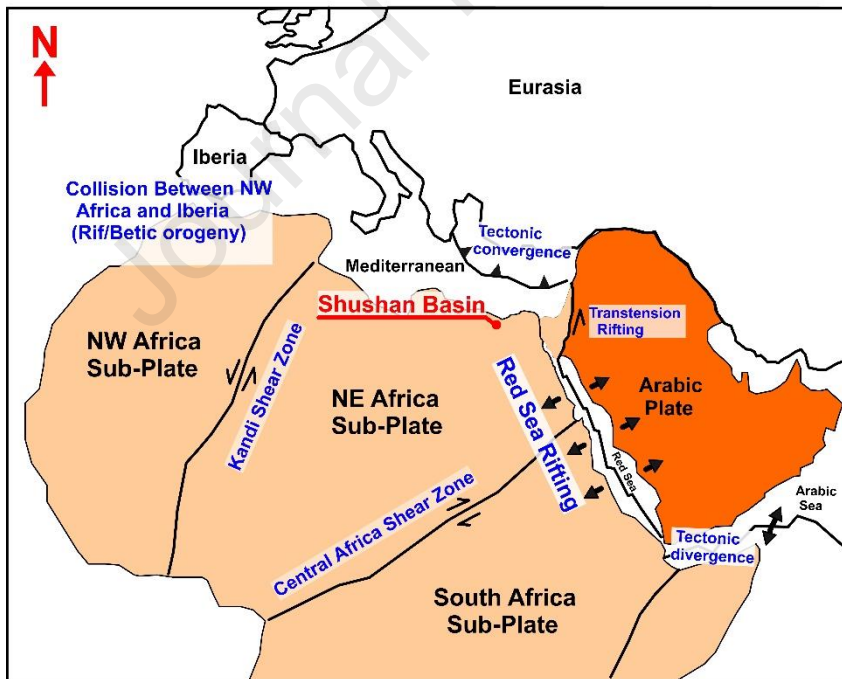 Journal
N
Eurasia
Iberia
Collision Between NW
Africa and Iberia
(Rif/Betic orogeny)
Tectonic
convergence
Mediterranean
Shushan Basin
Transtension
Rifting
NW Africa
Sub-Plate
Kandi Shear Zone
NE Africa
Sub-Plate
Red Sea Rifting
Arabic
Plate
Red Sea
Arabic
Sea
Central Africa Shear Zone
Tectonic
divergence
South Africa
Sub-Plate